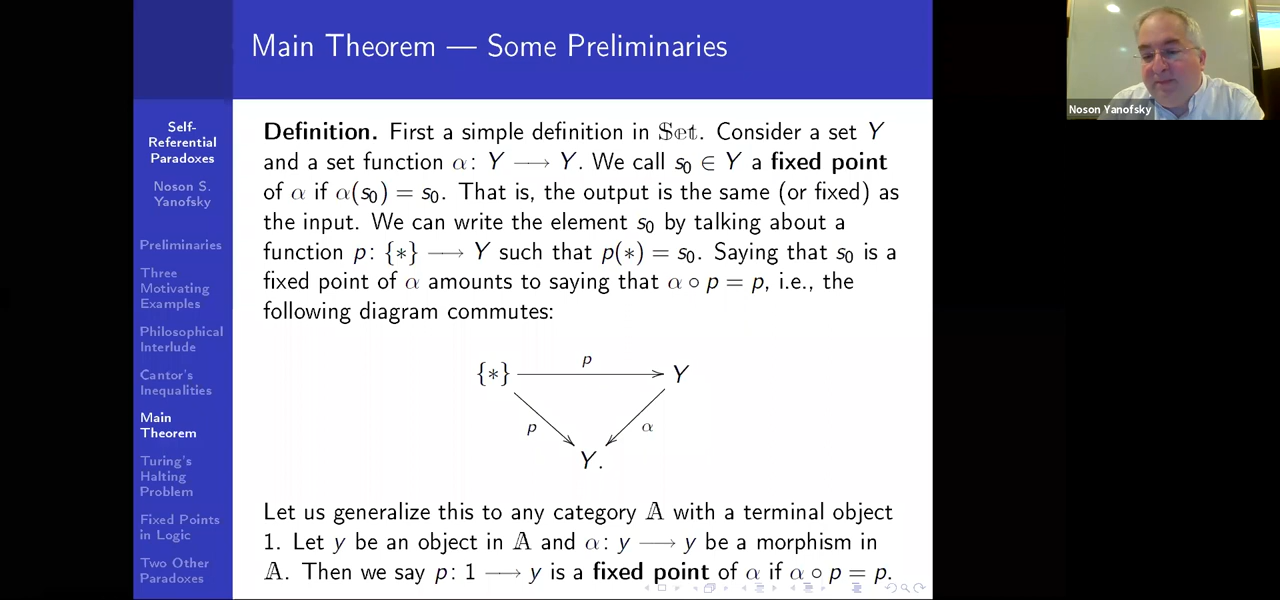 Main Theorem — Some Preliminaries
Self-
Referential
Paradoxes
Noson S.
Yanofsky
Preliminaries
Three
Motivating
Examples
Philosophical
Interlude
Cantor's
Inequalities
Main
Theorem
Turing's
Halting
Problem
Fixed Points
in Logic
Two Other
Paradoxes
Definition. First a simple definition in 𝕊et. Consider a set Y
and a set function α: Y ⟶ Y. We call s₀ ∈ Y a fixed point
of α if α(s₀) = s₀. That is, the output is the same (or fixed) as
the input. We can write the element s₀ by talking about a
function p: {∗} ⟶ Y such that p(∗) = s₀. Saying that s₀ is a
fixed point of α amounts to saying that α ∘ p = p, i.e., the
following diagram commutes:
p
{∗} Y
p α
Y.
Let us generalize this to any category 𝔸 with a terminal object
1. Let y be an object in 𝔸 and α: y ⟶ y be a morphism in
𝔸. Then we say p: 1 ⟶ y is a fixed point of α if α ∘ p = p.
Noson Yanofsky